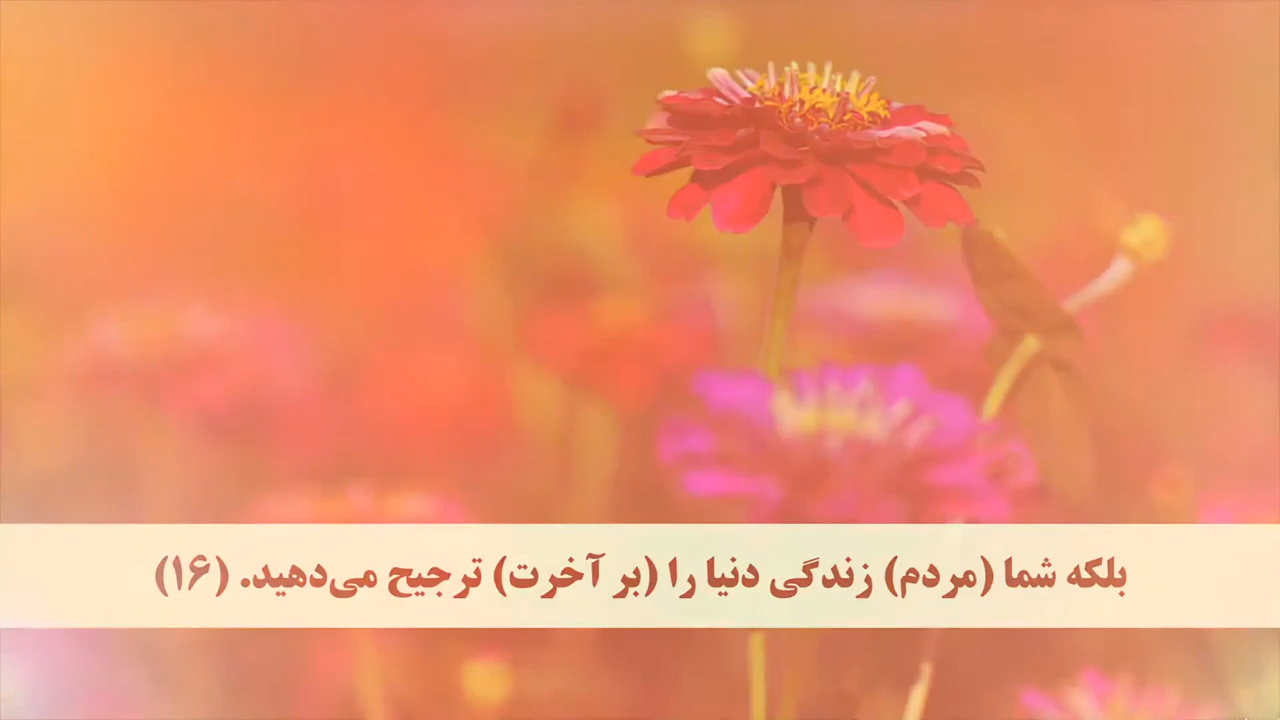 بلکه شما (مردم) زندگی دنیا را (بر آخرت) ترجیح می‌دهید. (۱۶)